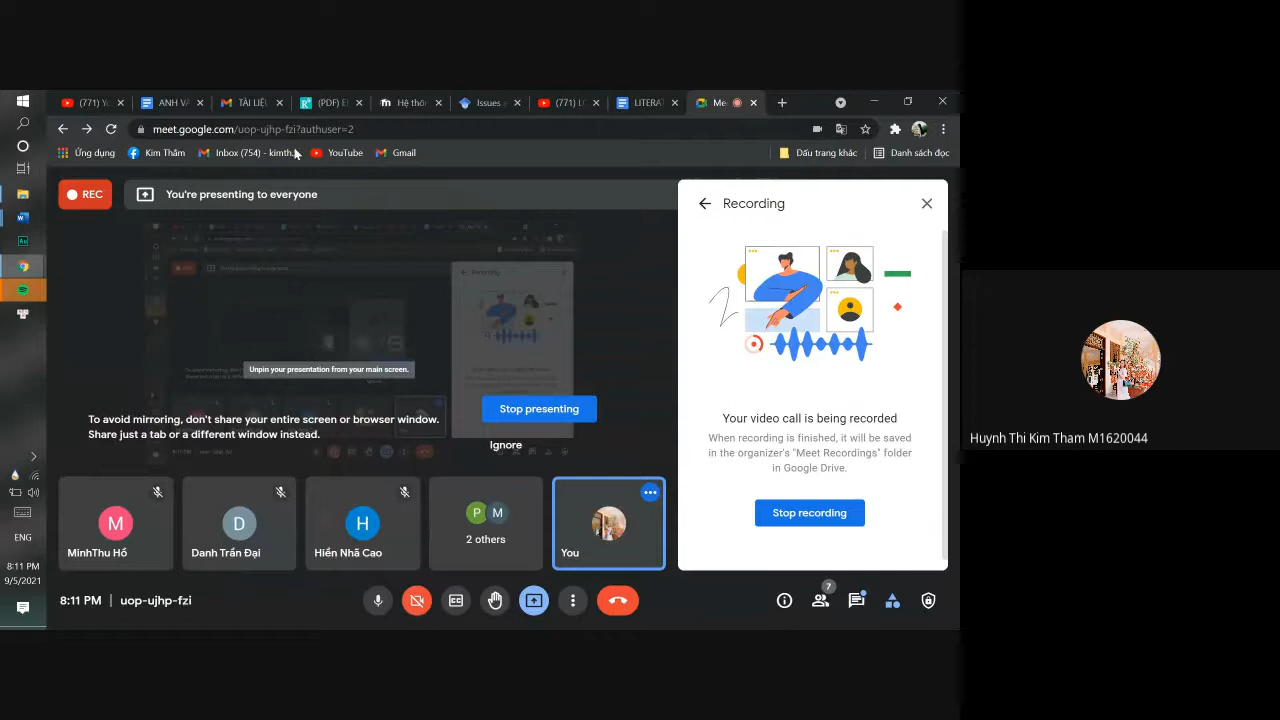 (771) Yo
ANH VĂ
TÀI LIỆU
(PDF) E
Hệ thố
Issues
(771) L
LITERAT
Me
meet.google.com/uop-ujhp-fzi?authuser=2
Ứng dụng
Kim Thắm
Inbox (754) - kimth...
YouTube
Gmail
Dấu trang khác
Danh sách đọc
REC
You're presenting to everyone
Recording
Unpin your presentation from your main screen.
To avoid mirroring, don't share your entire screen or browser window.
Share just a tab or a different window instead.
Stop presenting
Ignore
Your video call is being recorded
When recording is finished, it will be saved
in the organizer's "Meet Recordings" folder
in Google Drive.
Stop recording
M
MinhThu Hồ
D
Danh Trần Đại
H
Hiền Nhã Cao
P
M
2 others
You
ENG
8:11 PM
9/5/2021
8:11 PM | uop-ujhp-fzi
7
Huynh Thi Kim Tham M1620044